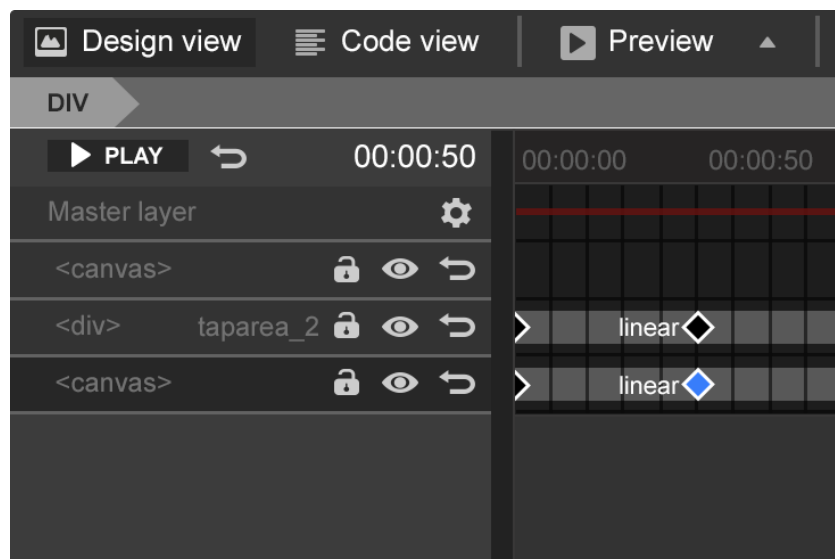 Design view Code view Preview
DIV
PLAY 00:00:50 00:00:00 00:00:50
Master layer
<canvas>
<div> taparea_2 linear
<canvas> linear